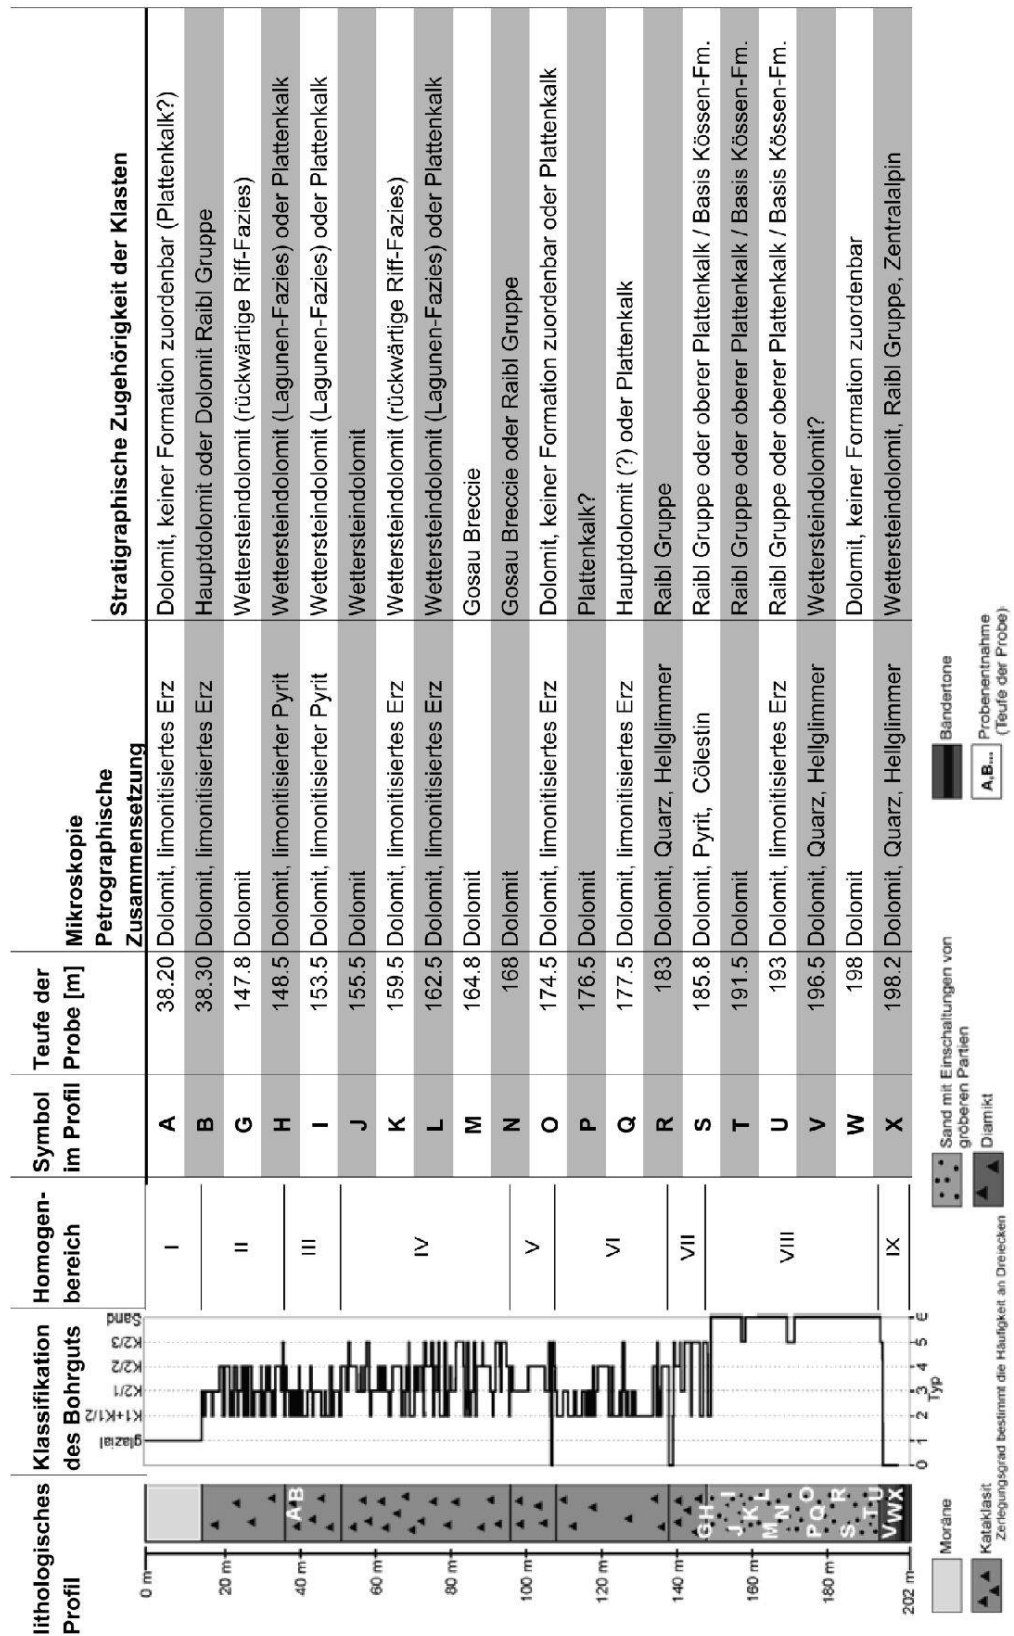 lithologisches Profil
Klassifikation des Bohrguts
Homogen-bereich
Symbol im Profil
Teufe der Probe [m]
Mikroskopie
Petrographische Zusammensetzung
Stratigraphische Zugehörigkeit der Klasten
A 38.20 Dolomit, limonitisiertes Erz Dolomit, keiner Formation zuordenbar (Plattenkalk?)
B 38.30 Dolomit, limonitisiertes Erz Hauptdolomit oder Dolomit Raibl Gruppe
G 147.8 Dolomit Wettersteindolomit (rückwärtige Riff-Fazies)
H 148.5 Dolomit, limonitisierter Pyrit Wettersteindolomit (Lagunen-Fazies) oder Plattenkalk
I 153.5 Dolomit, limonitisierter Pyrit Wettersteindolomit (Lagunen-Fazies) oder Plattenkalk
J 155.5 Dolomit Wettersteindolomit
K 159.5 Dolomit, limonitisiertes Erz Wettersteindolomit (rückwärtige Riff-Fazies)
L 162.5 Dolomit, limonitisiertes Erz Wettersteindolomit (Lagunen-Fazies) oder Plattenkalk
M 164.8 Dolomit Gosau Breccie
N 168 Dolomit Gosau Breccie oder Raibl Gruppe
O 174.5 Dolomit, limonitisiertes Erz Dolomit, keiner Formation zuordenbar oder Plattenkalk
P 176.5 Dolomit Plattenkalk?
Q 177.5 Dolomit, limonitisiertes Erz Hauptdolomit (?) oder Plattenkalk
R 183 Dolomit, Quarz, Hellglimmer Raibl Gruppe
S 185.8 Dolomit, Pyrit, Cölestin Raibl Gruppe oder oberer Plattenkalk / Basis Kössen-Fm.
T 191.5 Dolomit Raibl Gruppe oder oberer Plattenkalk / Basis Kössen-Fm.
U 193 Dolomit, limonitisiertes Erz Raibl Gruppe oder oberer Plattenkalk / Basis Kössen-Fm.
V 196.5 Dolomit, Quarz, Hellglimmer Wettersteindolomit?
W 198 Dolomit Dolomit, keiner Formation zuordenbar
X 198.2 Dolomit, Quarz, Hellglimmer Wettersteindolomit, Raibl Gruppe, Zentralalpin
I
II
III
IV
V
VI
VII
VIII
IX
glazial
K1+K1/2
K2/1
K2/2
K2/3
Sand
0 1 2 3 4 5 6
Typ
0 m
20 m
40 m
60 m
80 m
100 m
120 m
140 m
160 m
180 m
202 m
AB
GH
J I
K
M N L
PQ O
S R
T U
VWX
Moräne
Kataklasit
Zerlegungsgrad bestimmt die Häufigkeit an Dreiecken
Sand mit Einschaltungen von
gröberen Partien
Diamikt
Bändertone
A,B... Probenentnahme
(Teufe der Probe)